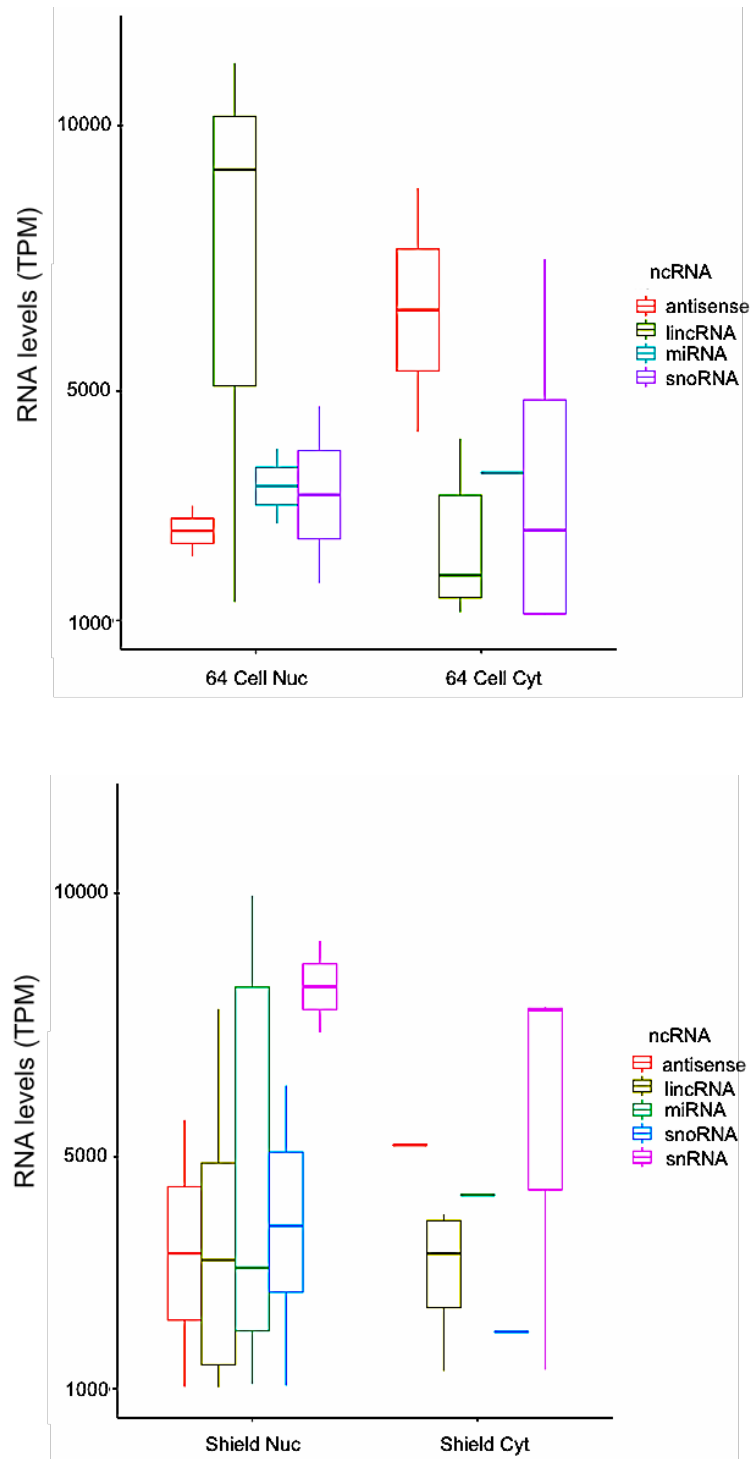 RNA levels (TPM)
10000
5000
1000
64 Cell Nuc
64 Cell Cyt
ncRNA
antisense
lincRNA
miRNA
snoRNA
RNA levels (TPM)
10000
5000
1000
Shield Nuc
Shield Cyt
ncRNA
antisense
lincRNA
miRNA
snoRNA
snRNA